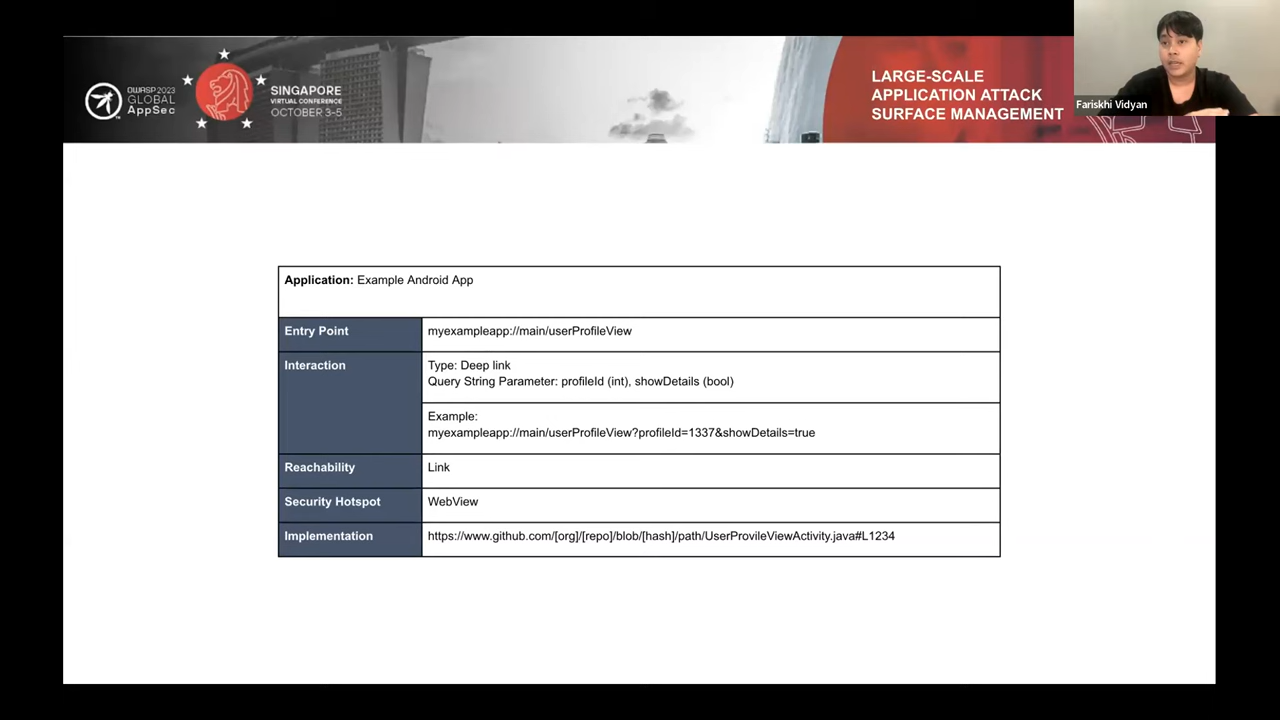 OWASP 2023
GLOBAL
AppSec
SINGAPORE
VIRTUAL CONFERENCE
OCTOBER 3-5
LARGE-SCALE
APPLICATION ATTACK
SURFACE MANAGEMENT
Fariskhi Vidyan
Application: Example Android App
Entry Point
myexampleapp://main/userProfileView
Interaction
Type: Deep link
Query String Parameter: profileId (int), showDetails (bool)
Example:
myexampleapp://main/userProfileView?profileId=1337&showDetails=true
Reachability
Link
Security Hotspot
WebView
Implementation
https://www.github.com/[org]/[repo]/blob/[hash]/path/UserProvileViewActivity.java#L1234